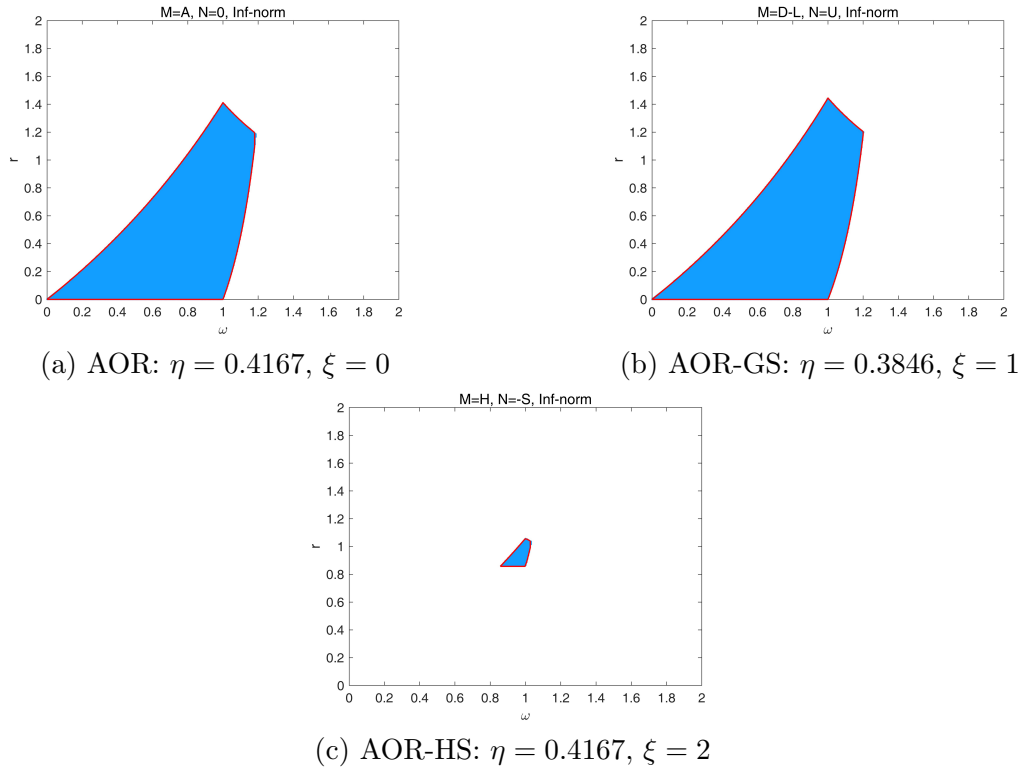 M=A, N=0, Inf-norm
2
1.8
1.6
1.4
1.2
1
0.8
0.6
0.4
0.2
0
r
0 0.2 0.4 0.6 0.8 1 1.2 1.4 1.6 1.8 2
ω
(a) AOR: η = 0.4167, ξ = 0
M=D-L, N=U, Inf-norm
2
1.8
1.6
1.4
1.2
1
0.8
0.6
0.4
0.2
0
r
0 0.2 0.4 0.6 0.8 1 1.2 1.4 1.6 1.8 2
ω
(b) AOR-GS: η = 0.3846, ξ = 1
M=H, N=-S, Inf-norm
2
1.8
1.6
1.4
1.2
1
0.8
0.6
0.4
0.2
0
r
0 0.2 0.4 0.6 0.8 1 1.2 1.4 1.6 1.8 2
ω
(c) AOR-HS: η = 0.4167, ξ = 2